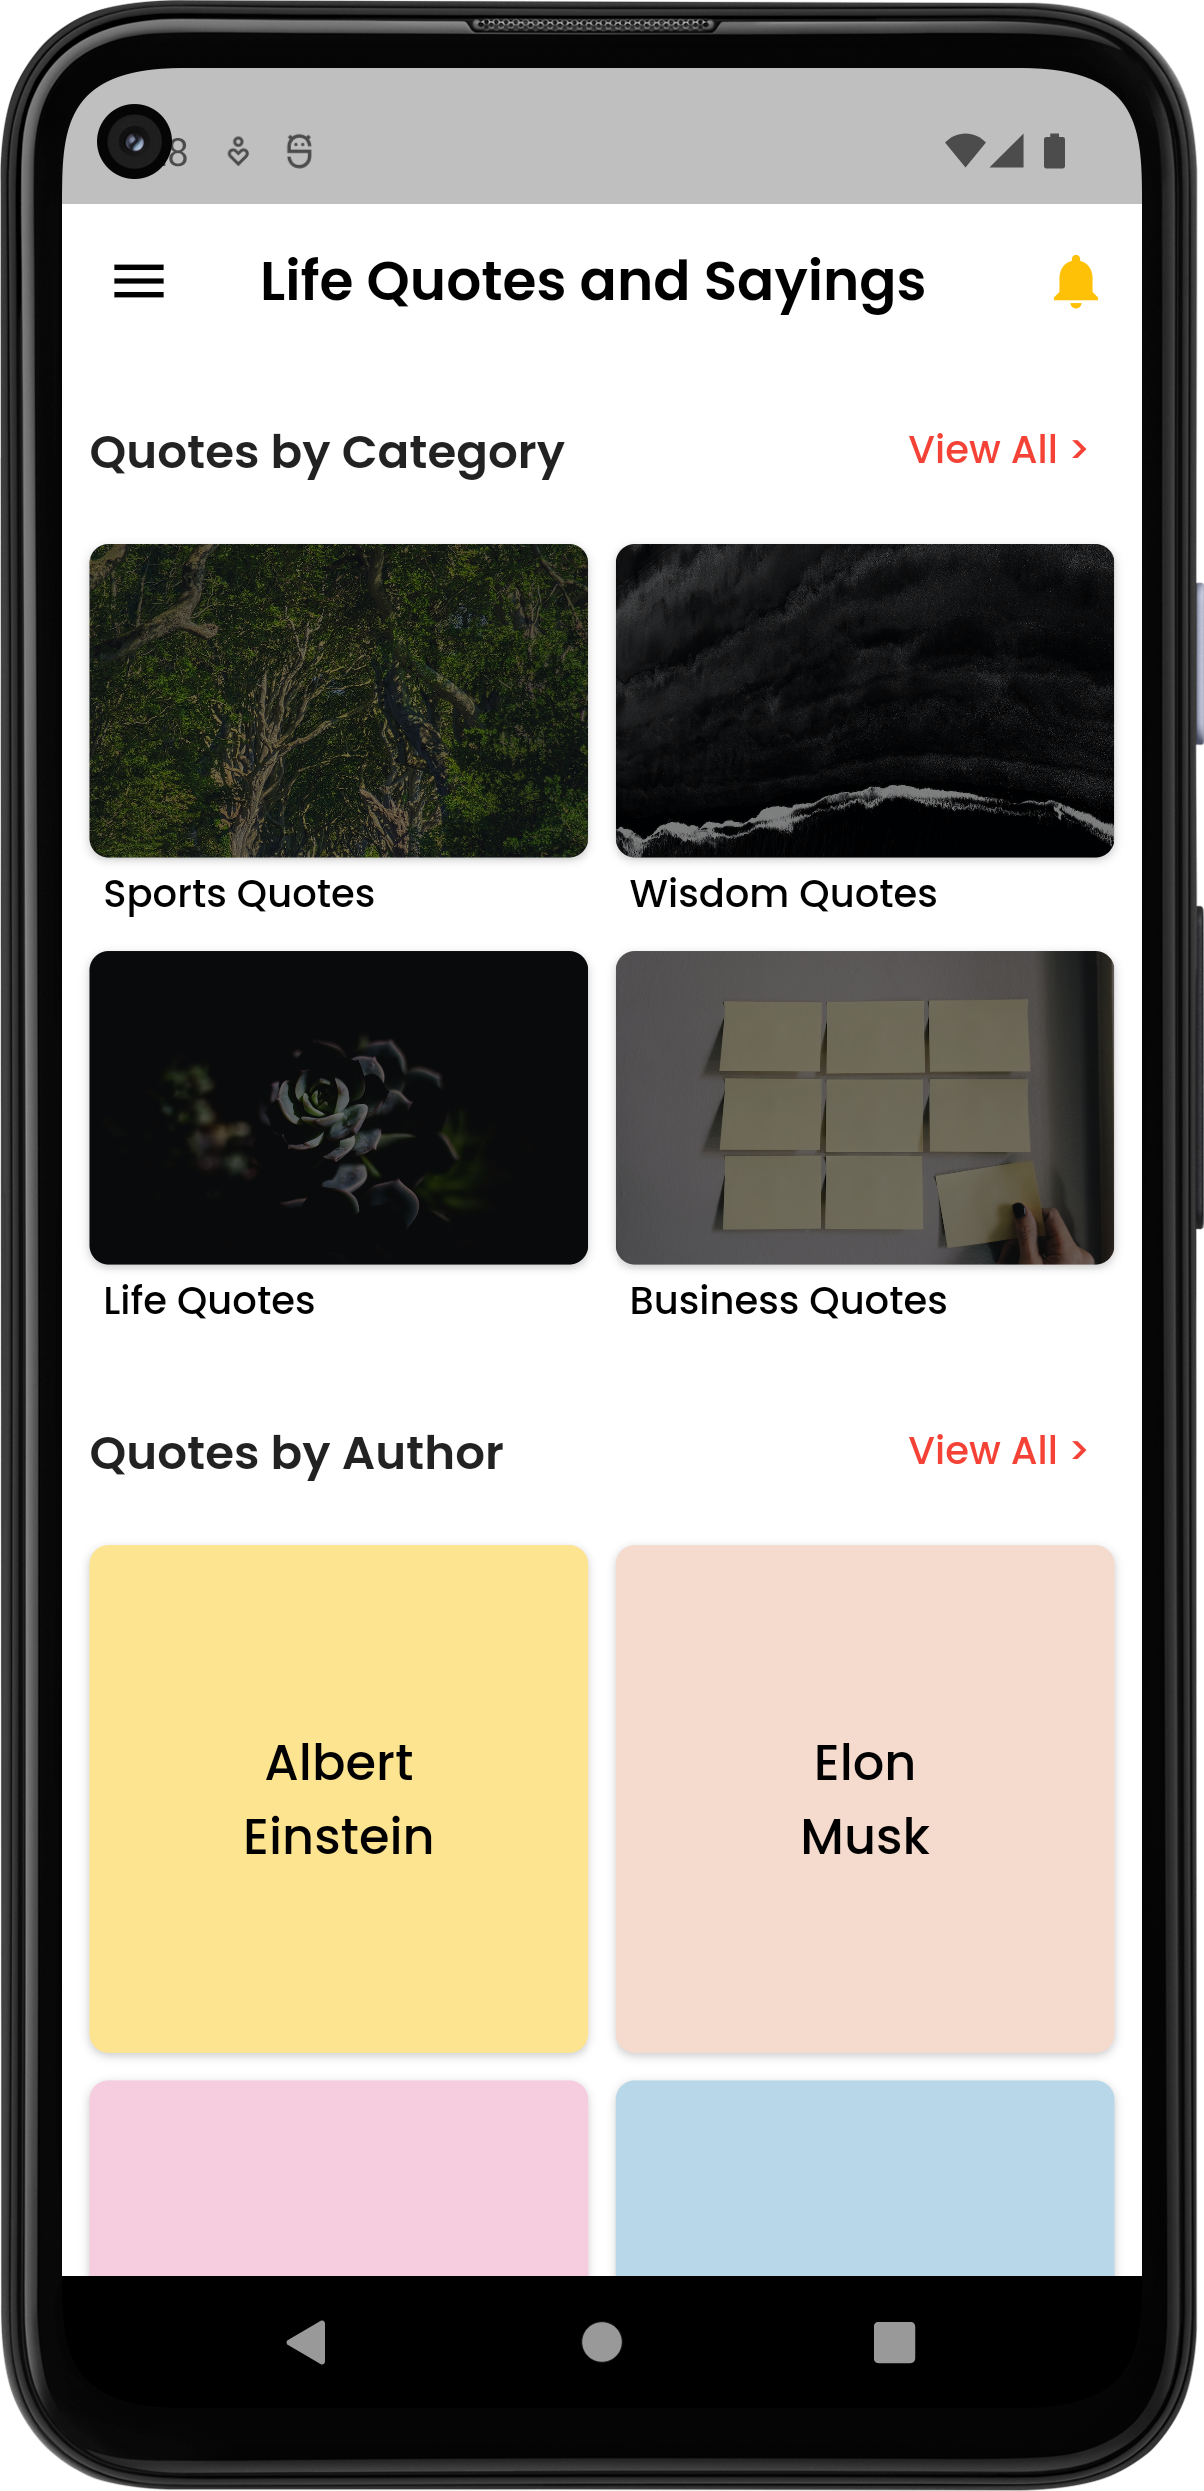 8
Life Quotes and Sayings
Quotes by Category
View All >
Sports Quotes
Wisdom Quotes
Life Quotes
Business Quotes
Quotes by Author
View All >
Albert
Einstein
Elon
Musk